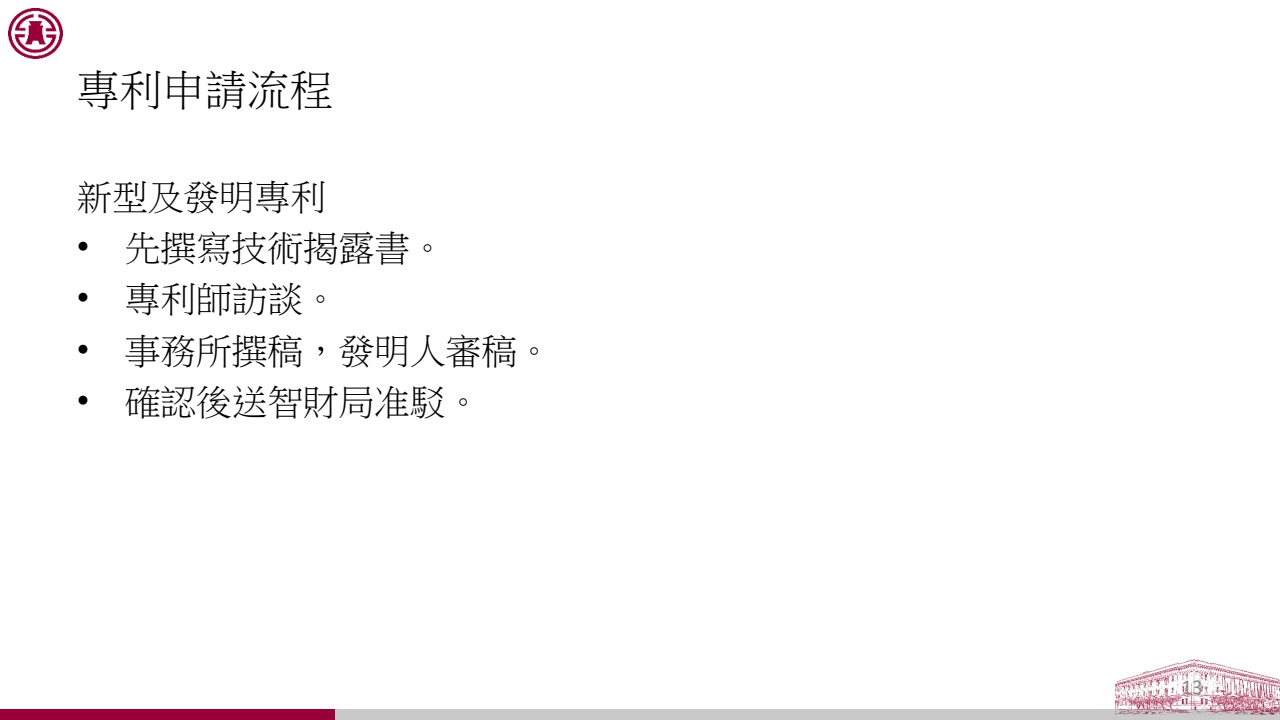 專利申請流程
新型及發明專利
• 先撰寫技術揭露書。
• 專利師訪談。
• 事務所撰稿，發明人審稿。
• 確認後送智財局准駁。
13